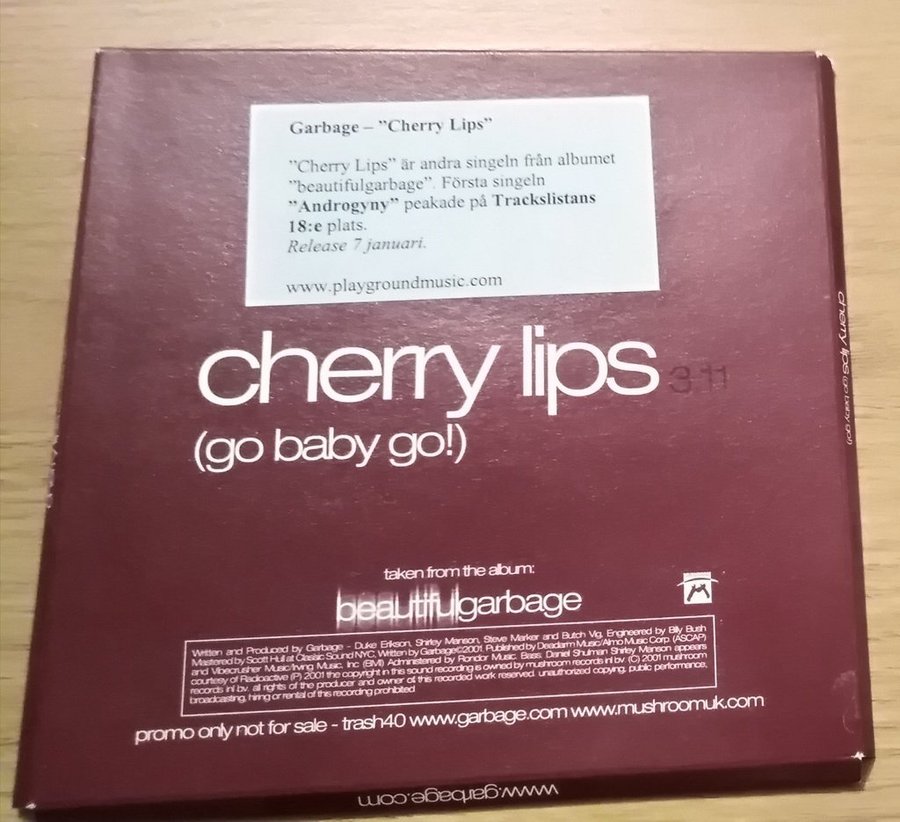 Garbage – ”Cherry Lips”
”Cherry Lips” är andra singeln från albumet
”beautifulgarbage”. Första singeln
”Androgyny” peakade på Trackslistans
18:e plats.
Release 7 januari.
www.playgroundmusic.com
cherry lips 3 11
(go baby go!)
cherry lips (go baby go!)
taken from the album:
beautifulgarbage
Written and Produced by Garbage - Duke Erikson, Shirley Manson, Steve Marker and Butch Vig, Engineered by Billy Bush
Mastered by Scott Hull at Classic Sound NYC, Written by Garbage©2001, Published by Deadarm Music/Almo Music Corp (ASCAP)
and Vibecrusher Music/Irving Music, Inc (BMI) Administered by Rondor Music. Bass: Daniel Shulman Shirley Manson appears
courtesy of Radioactive (P) 2001 the copyright in this sound recording is owned by mushroom records inl bv. (C) 2001 mushroom
records inl bv. all rights of the producer and owner of this recorded work reserved. unauthorized copying, public performance,
broadcasting, hiring or rental of this recording prohibited
promo only not for sale - trash40 www.garbage.com www.mushroomuk.com
www.garbage.com